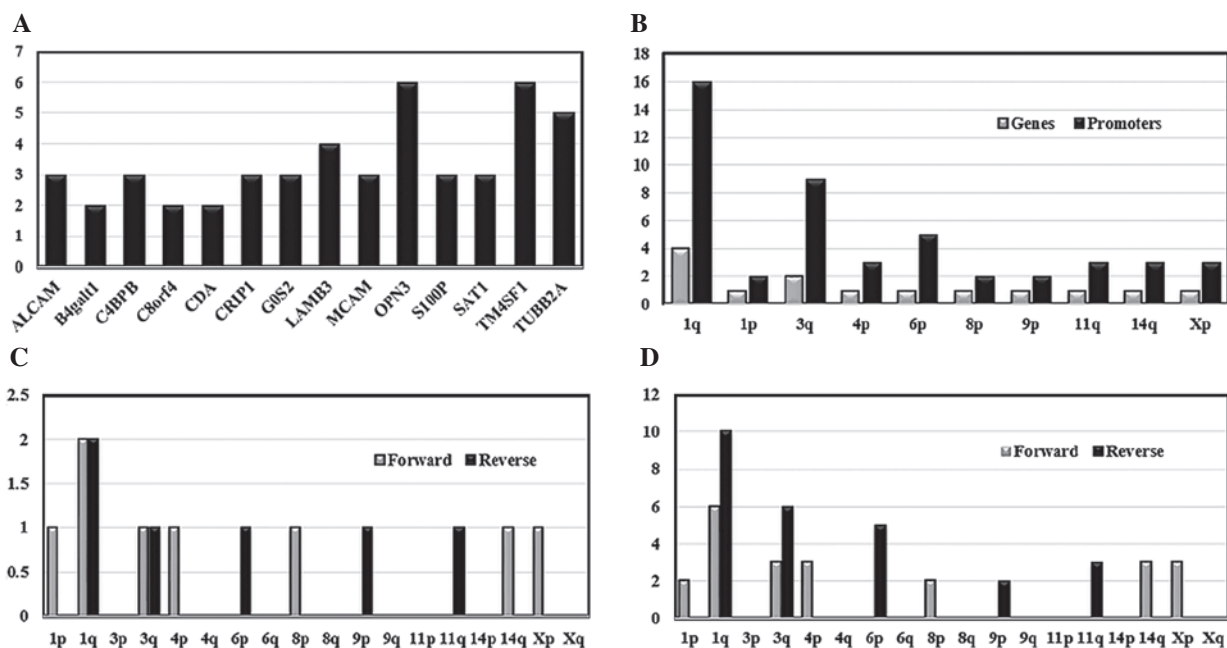 A
7
6
5
4
3
2
1
0
ALCAM
B4galt1
C4BPB
C8orf4
CDA
CRIP1
G0S2
LAMB3
MCAM
OPN3
S100P
SAT1
TM4SF1
TUBB2A
B
18
16
14
12
10
8
6
4
2
0
Genes Promoters
1q 1p 3q 4p 6p 8p 9p 11q 14q Xp
C
2.5
2
1.5
1
0.5
0
Forward Reverse
1p 1q 3p 3q 4p 4q 6p 6q 8p 8q 9p 9q 11p 11q 14p 14q Xp Xq
D
12
10
8
6
4
2
0
Forward Reverse
1p 1q 3p 3q 4p 4q 6p 6q 8p 8q 9p 9q 11p 11q 14p 14q Xp Xq